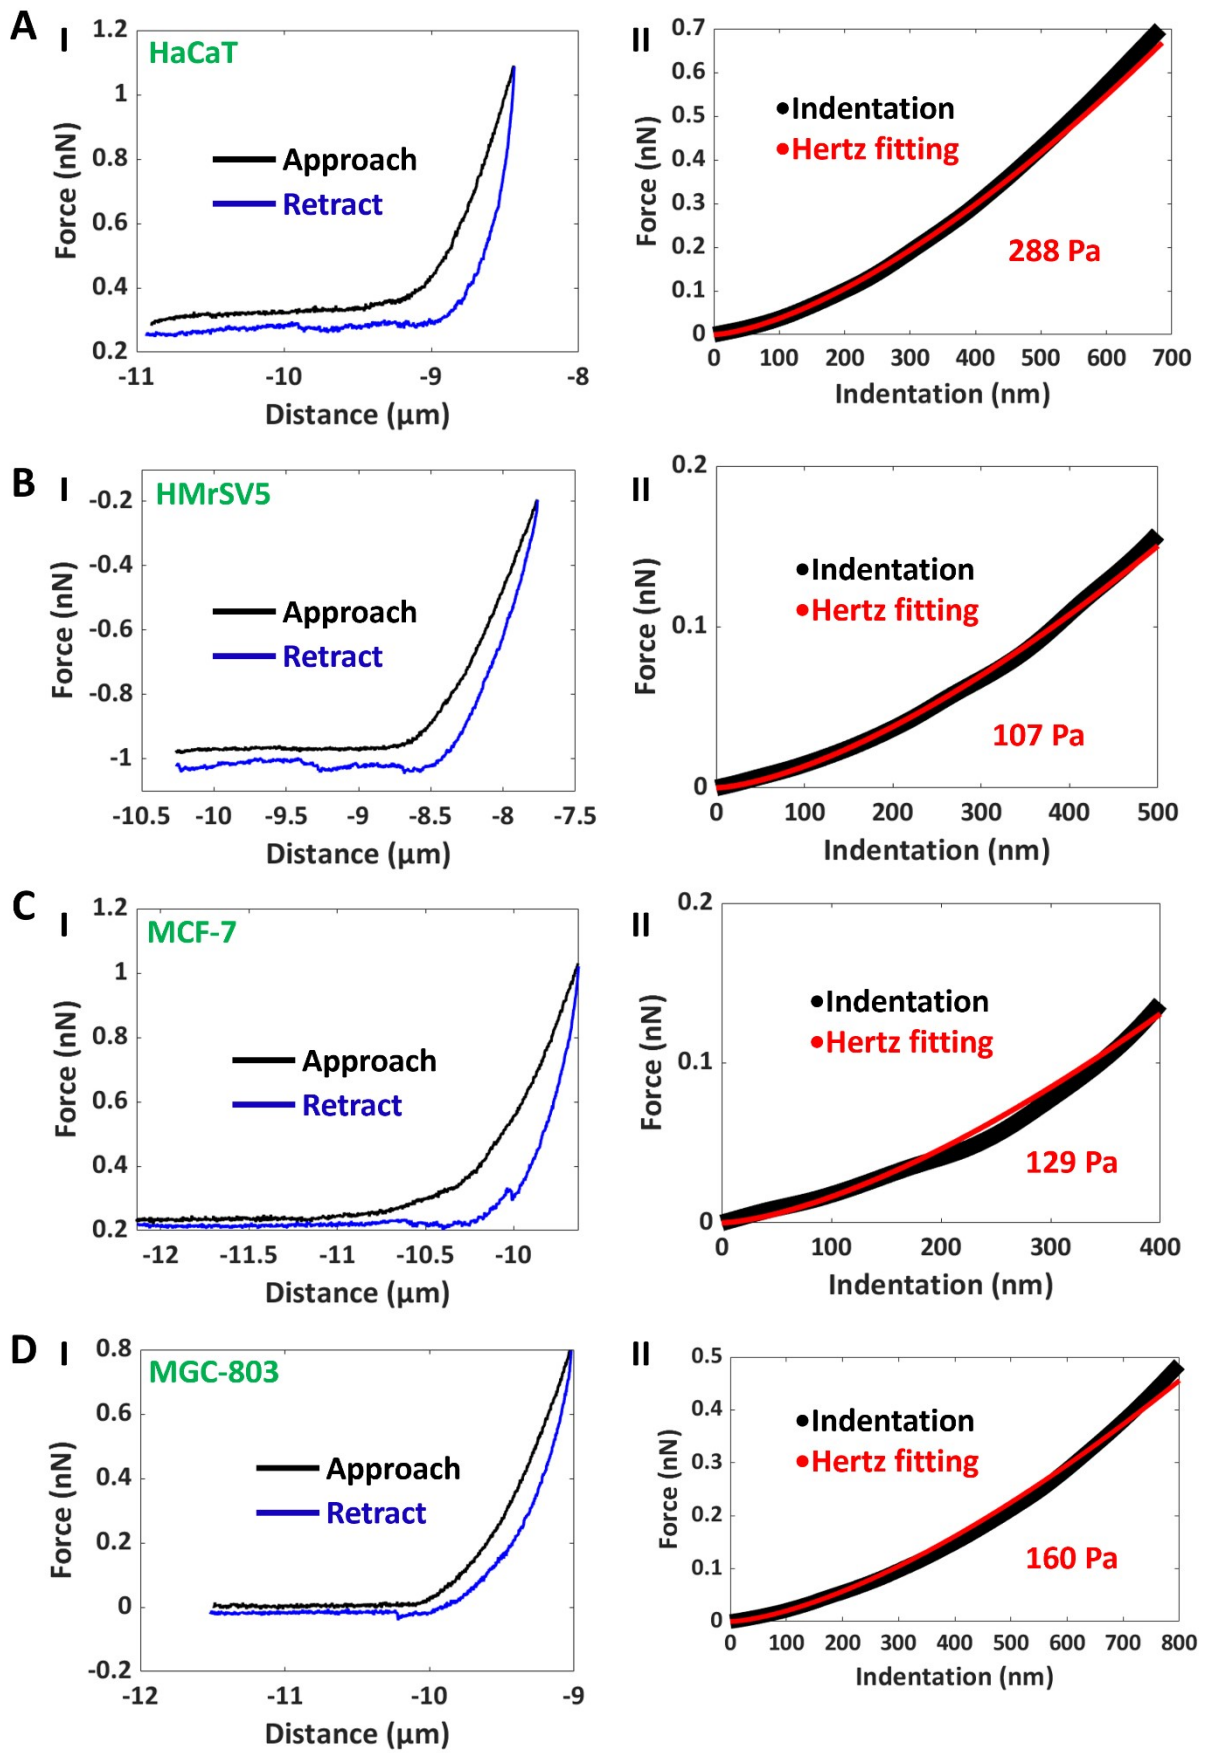 A I
HaCaT
1.2
1
0.8
0.6
0.4
0.2
Force (nN)
Approach
Retract
-11 -10 -9 -8
Distance (μm)
II
0.7
0.6
0.5
0.4
0.3
0.2
0.1
0
Force (nN)
•Indentation
•Hertz fitting
288 Pa
0 100 200 300 400 500 600 700
Indentation (nm)
B I
HMrSV5
-0.2
-0.4
-0.6
-0.8
-1
Force (nN)
Approach
Retract
-10.5 -10 -9.5 -9 -8.5 -8 -7.5
Distance (μm)
II
0.2
0.1
0
Force (nN)
•Indentation
•Hertz fitting
107 Pa
0 100 200 300 400 500
Indentation (nm)
C I
MCF-7
1.2
1
0.8
0.6
0.4
0.2
Force (nN)
Approach
Retract
-12 -11.5 -11 -10.5 -10
Distance (μm)
II
0.2
0.1
0
Force (nN)
•Indentation
•Hertz fitting
129 Pa
0 100 200 300 400
Indentation (nm)
D I
MGC-803
0.8
0.6
0.4
0.2
0
-0.2
Force (nN)
Approach
Retract
-12 -11 -10 -9
Distance (μm)
II
0.5
0.4
0.3
0.2
0.1
0
Force (nN)
•Indentation
•Hertz fitting
160 Pa
0 100 200 300 400 500 600 700 800
Indentation (nm)